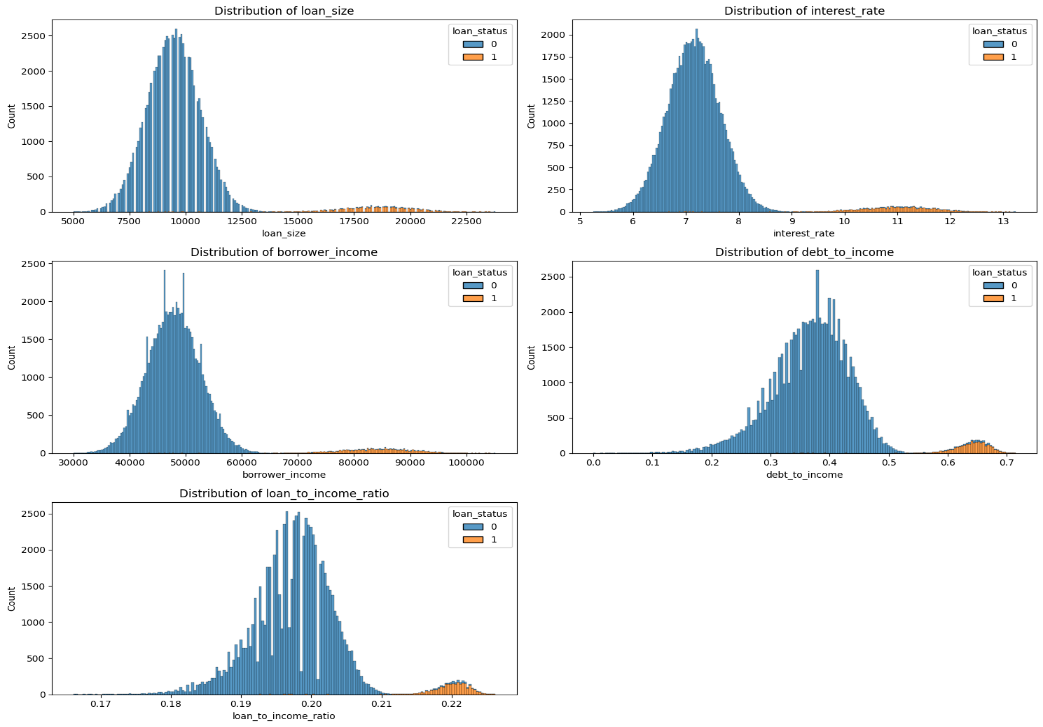 Distribution of loan_size
loan_status
0
1
Count
2500
2000
1500
1000
500
0
5000 7500 10000 12500 15000 17500 20000 22500
loan_size
Distribution of interest_rate
loan_status
0
1
Count
2000
1750
1500
1250
1000
750
500
250
0
5 6 7 8 9 10 11 12 13
interest_rate
Distribution of borrower_income
loan_status
0
1
Count
2500
2000
1500
1000
500
0
30000 40000 50000 60000 70000 80000 90000 100000
borrower_income
Distribution of debt_to_income
loan_status
0
1
Count
2500
2000
1500
1000
500
0
0.0 0.1 0.2 0.3 0.4 0.5 0.6 0.7
debt_to_income
Distribution of loan_to_income_ratio
loan_status
0
1
Count
2500
2000
1500
1000
500
0
0.17 0.18 0.19 0.20 0.21 0.22
loan_to_income_ratio